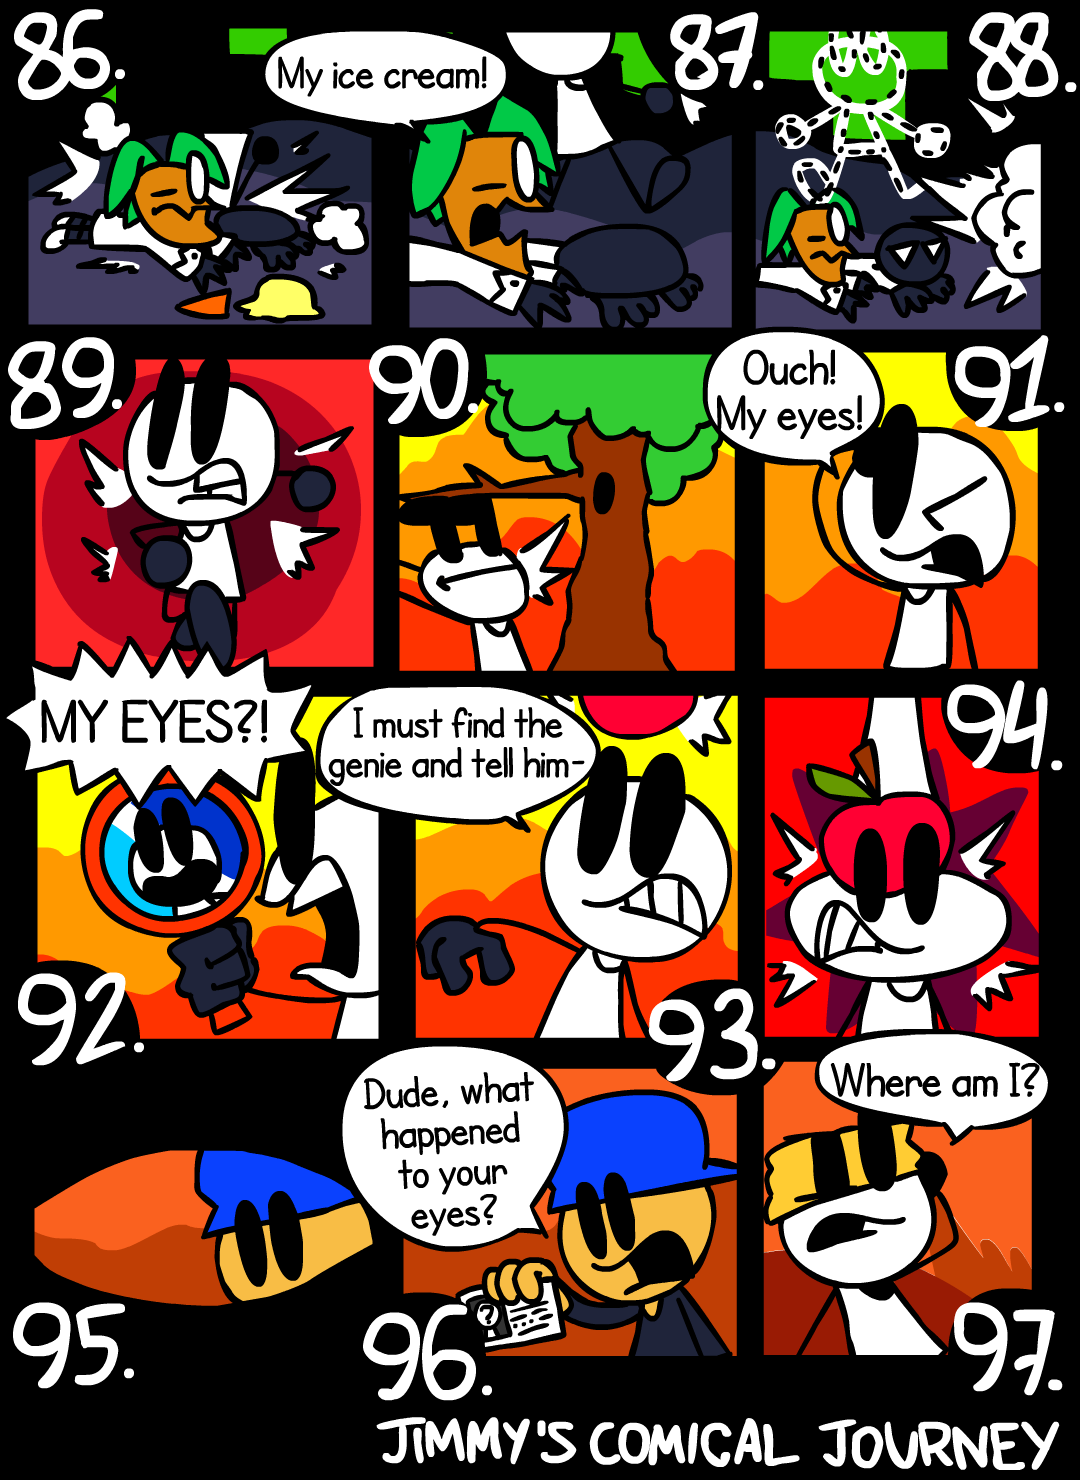 86.
My ice cream!
87.
88.
89.
90.
Ouch!
My eyes!
91.
MY EYES?!
92.
I must find the
genie and tell him-
93.
94.
95.
Dude, what
happened
to your
eyes?
?
96.
Where am I?
97.
JIMMY'S COMICAL JOURNEY